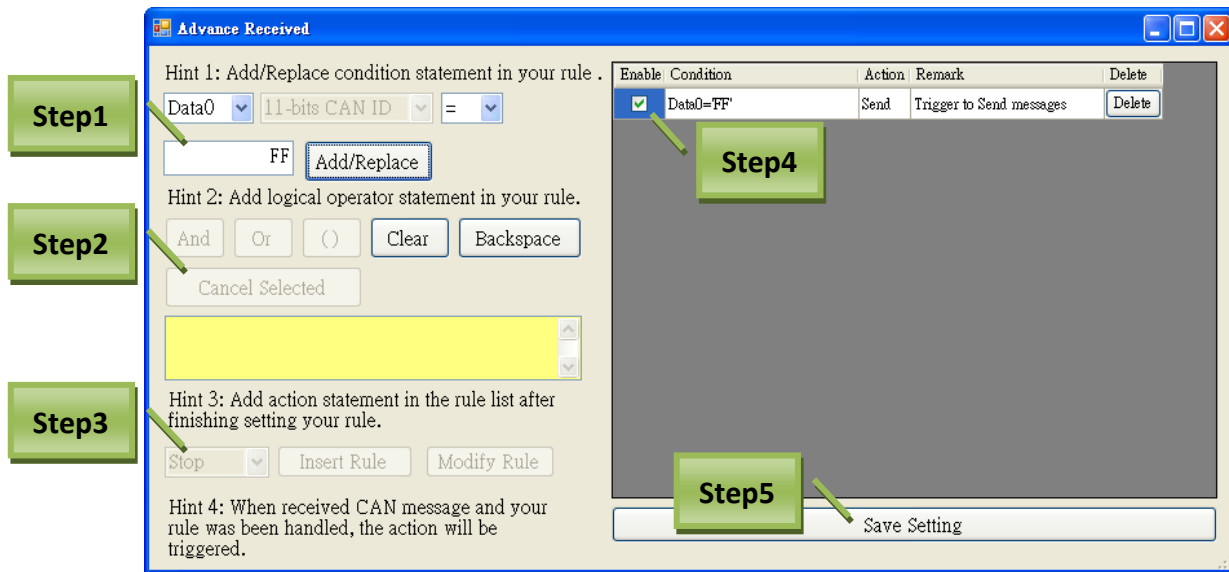 Advance Received
Hint 1: Add/Replace condition statement in your rule .
Data0 11-bits CAN ID =
FF Add/Replace
Hint 2: Add logical operator statement in your rule.
And Or () Clear Backspace
Cancel Selected
Hint 3: Add action statement in the rule list after
finishing setting your rule.
Stop Insert Rule Modify Rule
Hint 4: When received CAN message and your
rule was been handled, the action will be
triggered.
Enable Condition Action Remark Delete
Data0='FF' Send Trigger to Send messages Delete
Save Setting
Step1
Step2
Step3
Step4
Step5